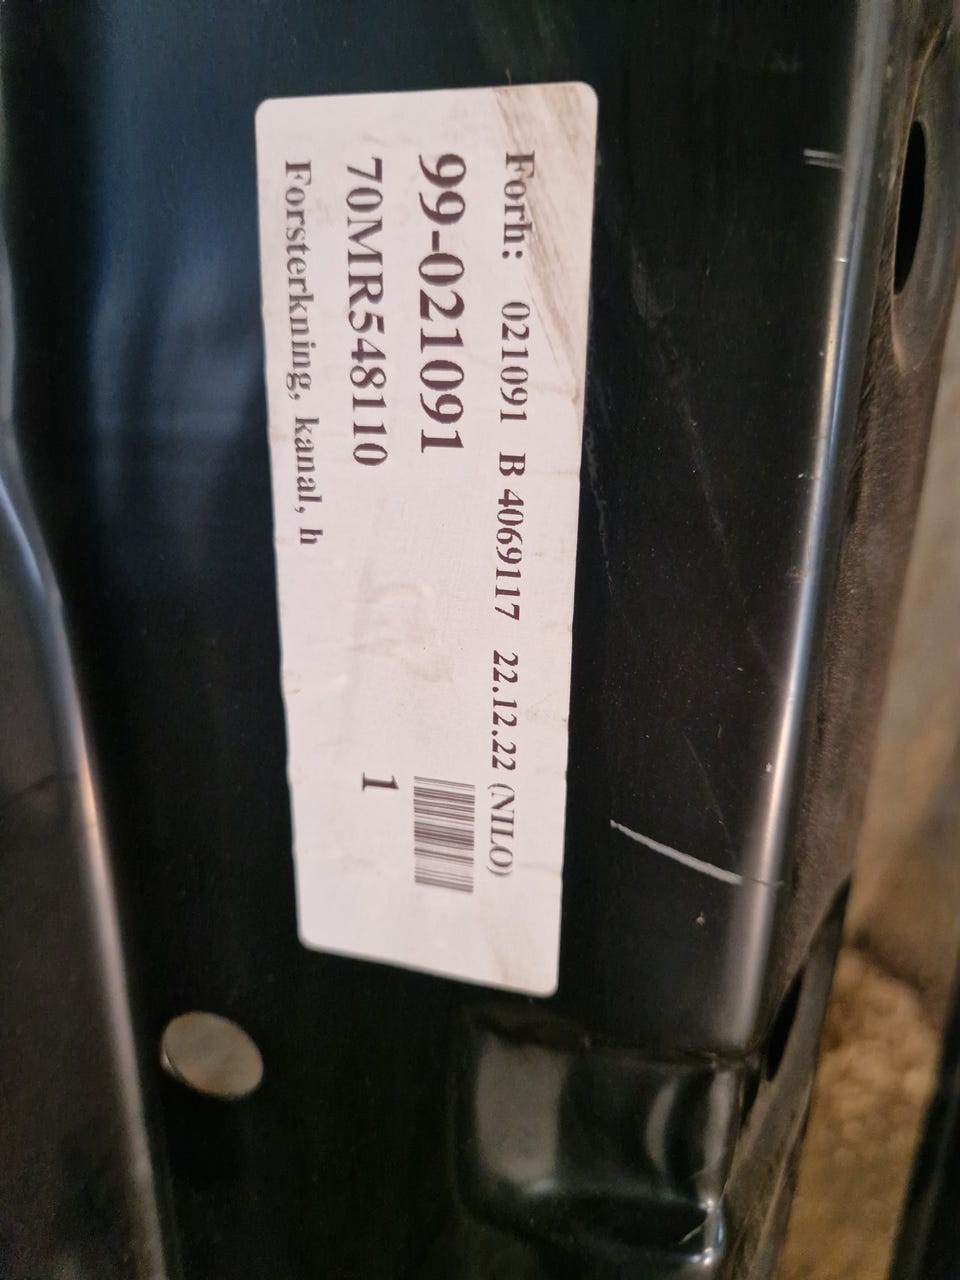 Forh: 021091 B 4069117 22.12.22 (NILO)
99-021091
70MR548110 1
Forsterkning, kanal, h